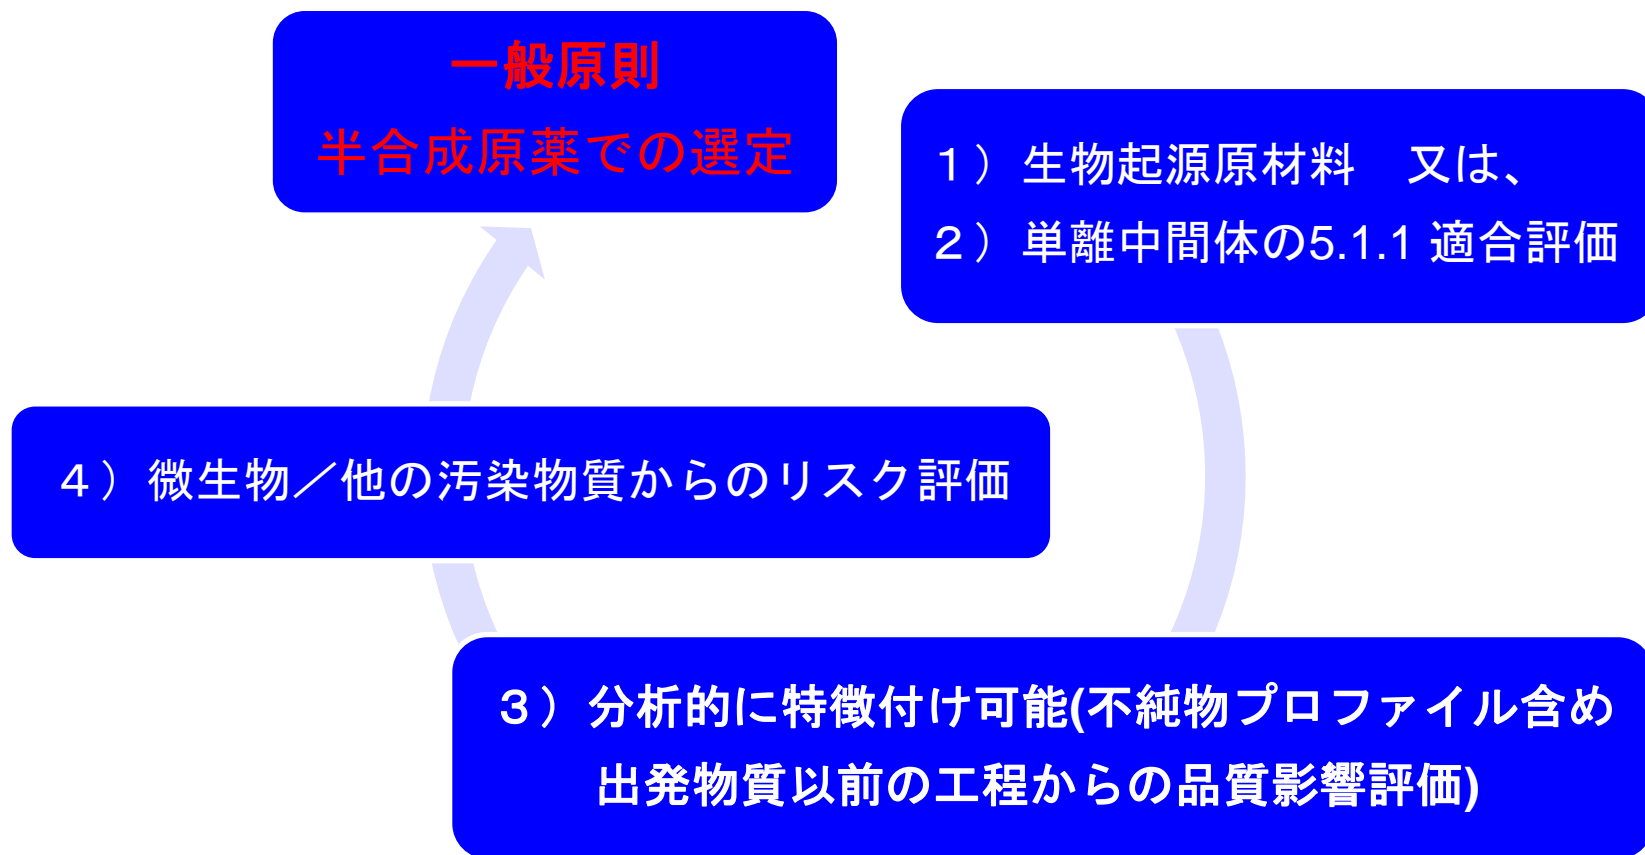 一般原則
半合成原薬での選定
１）生物起源原材料　又は、
２）単離中間体の5.1.1 適合評価
３）分析的に特徴付け可能(不純物プロファイル含め
出発物質以前の工程からの品質影響評価)
４）微生物／他の汚染物質からのリスク評価